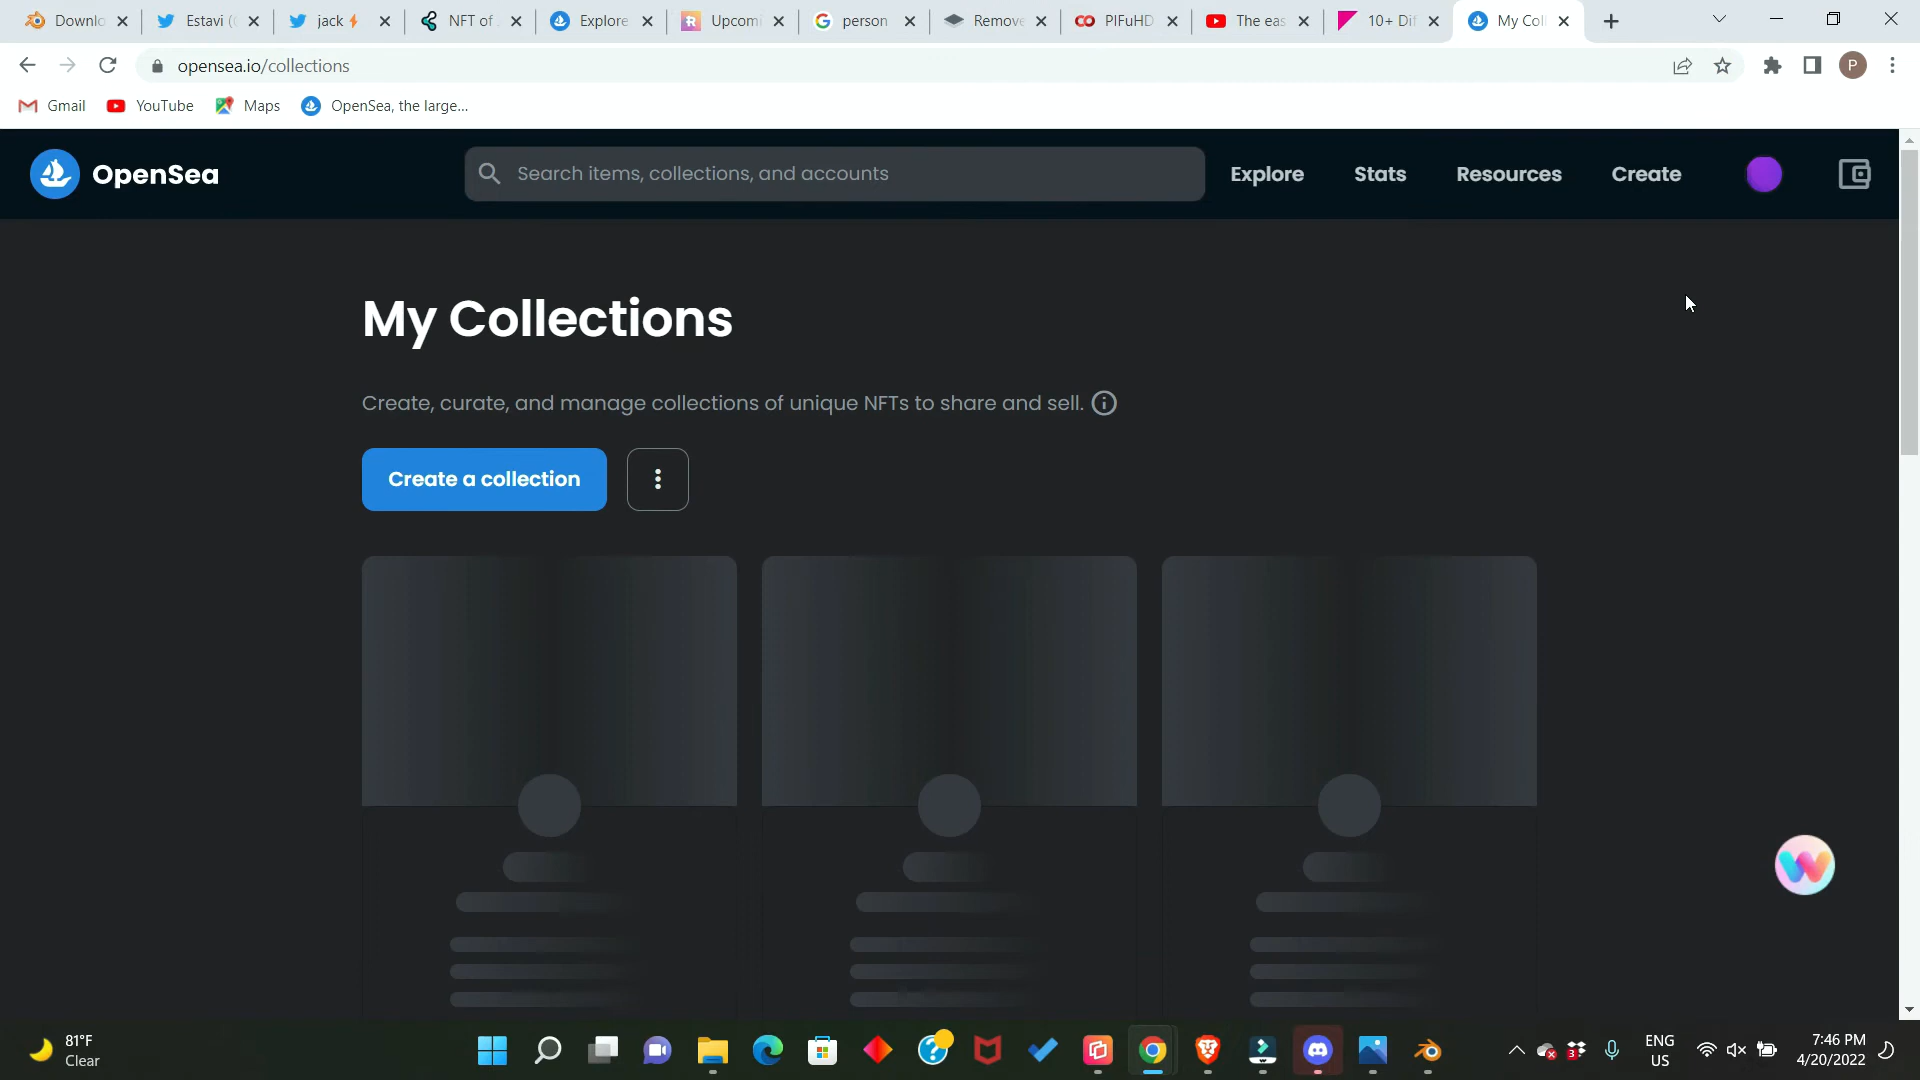 Downlo
Estavi (
jack
NFT of
Explore
Upcomi
person
Remove
PIFuHD
The eas
10+ Dif
My Coll
opensea.io/collections
P
Gmail
YouTube
Maps
OpenSea, the large...
OpenSea
Search items, collections, and accounts
Explore
Stats
Resources
Create
My Collections
Create, curate, and manage collections of unique NFTs to share and sell.
Create a collection
81°F
Clear
3
ENG
US
7:46 PM
4/20/2022